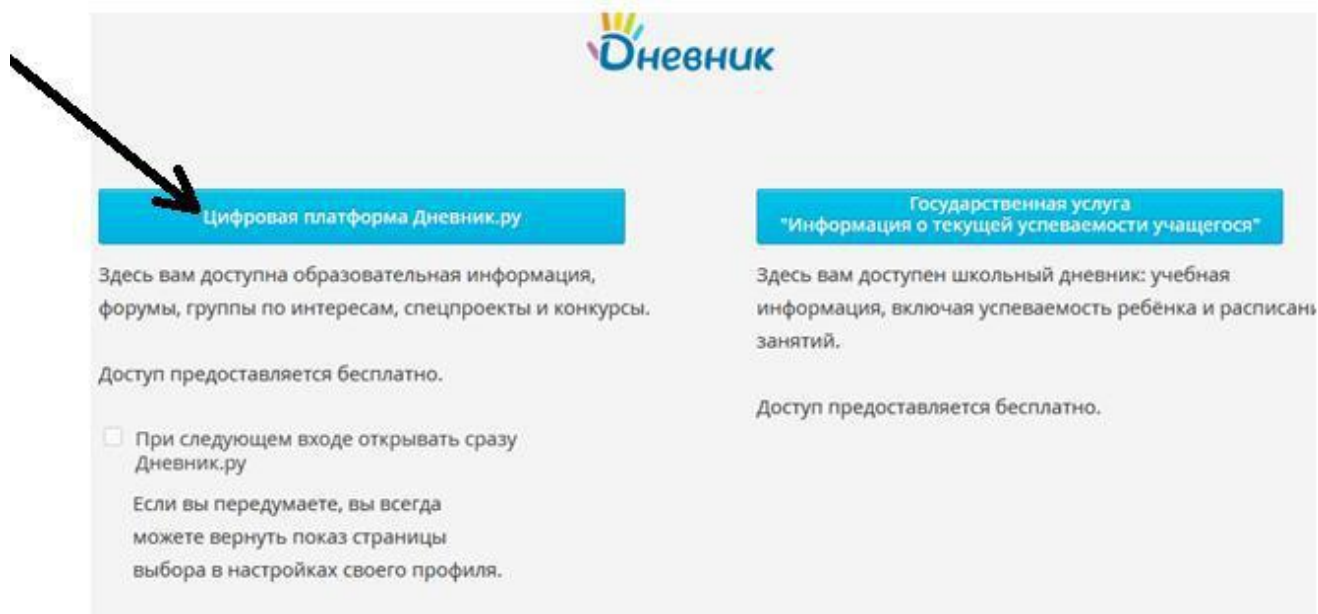 Дневник
Цифровая платформа Дневник.ру
Здесь вам доступна образовательная информация,
форумы, группы по интересам, спецпроекты и конкурсы.
Доступ предоставляется бесплатно.
При следующем входе открывать сразу
Дневник.ру
Если вы передумаете, вы всегда
можете вернуть показ страницы
выбора в настройках своего профиля.
Государственная услуга
"Информация о текущей успеваемости учащегося"
Здесь вам доступен школьный дневник: учебная
информация, включая успеваемость ребёнка и расписани
занятий.
Доступ предоставляется бесплатно.